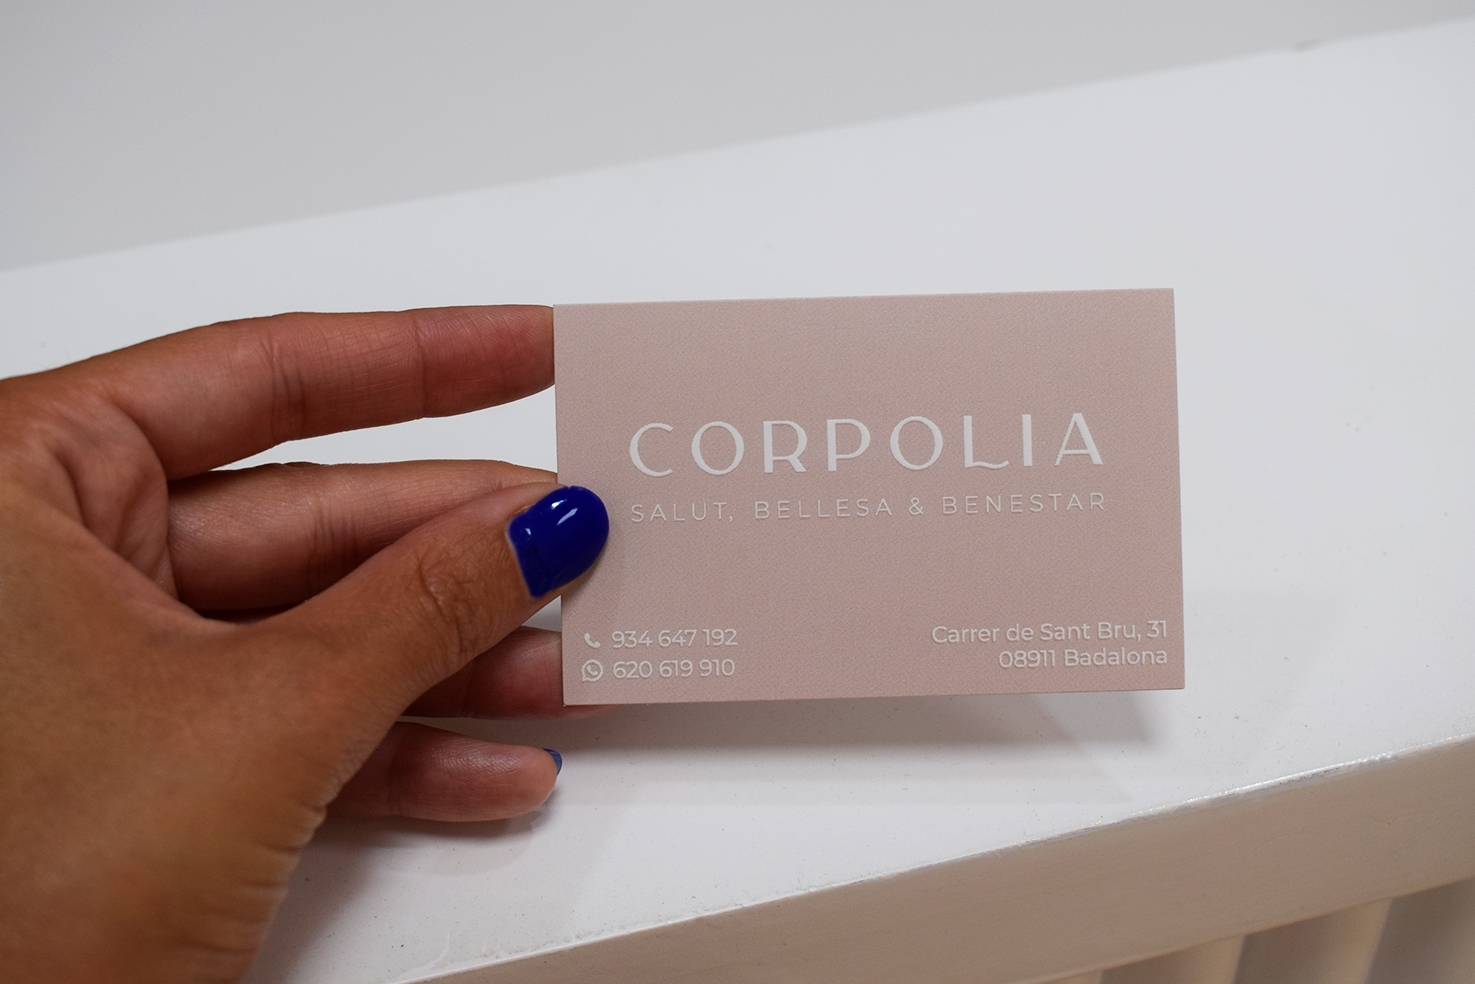 CORPOLIA
SALUT, BELLESA & BENESTAR
934 647 192
620 619 910
Carrer de Sant Bru, 31
08911 Badalona